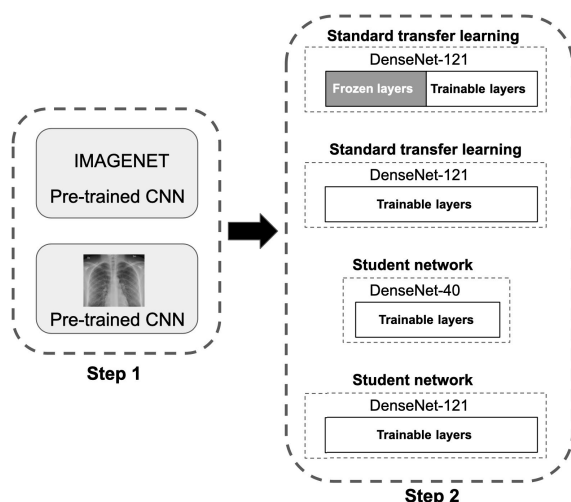 IMAGENET
Pre-trained CNN
Pre-trained CNN
Step 1
Standard transfer learning
DenseNet-121
Frozen layers Trainable layers
Standard transfer learning
DenseNet-121
Trainable layers
Student network
DenseNet-40
Trainable layers
Student network
DenseNet-121
Trainable layers
Step 2